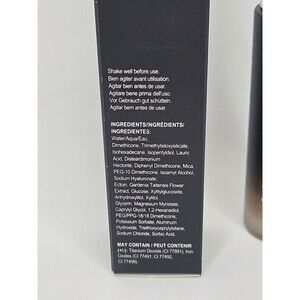 Shake well before use.
Bien agiter avant utilisation.
Agitar bien antes de usar.
Agitare bene prima dell'uso.
Vor Gebrauch gut schütteln.
Agitar bem antes de usar.
INGREDIENTS/INGRÉDIENTS/
INGREDIENTES:
Water/Aqua/Eau,
Dimethicone, Trimethylsiloxysilicate,
Isohexadecane, Isopentyldiol, Lauric
Acid, Disteardimonium
Hectorite, Diphenyl Dimethicone, Mica,
PEG-10 Dimethicone, Isoamyl Alcohol,
Sodium Hyaluronate,
Ectoin, Gardenia Taitensis Flower
Extract, Glucose, Xylitylglucoside,
Anhydroxylitol, Xylitol,
Glycerin, Magnesium Myristate,
Caprylyl Glycol, 1,2-Hexanediol,
PEG/PPG-18/18 Dimethicone,
Potassium Sorbate, Aluminum
Hydroxide, Triethoxycaprylylsilane,
Sodium Chloride, Sorbic Acid.
MAY CONTAIN / PEUT CONTENIR
(+/-): Titanium Dioxide (CI 77891), Iron
Oxides (CI 77491, CI 77492,
CI 77499).